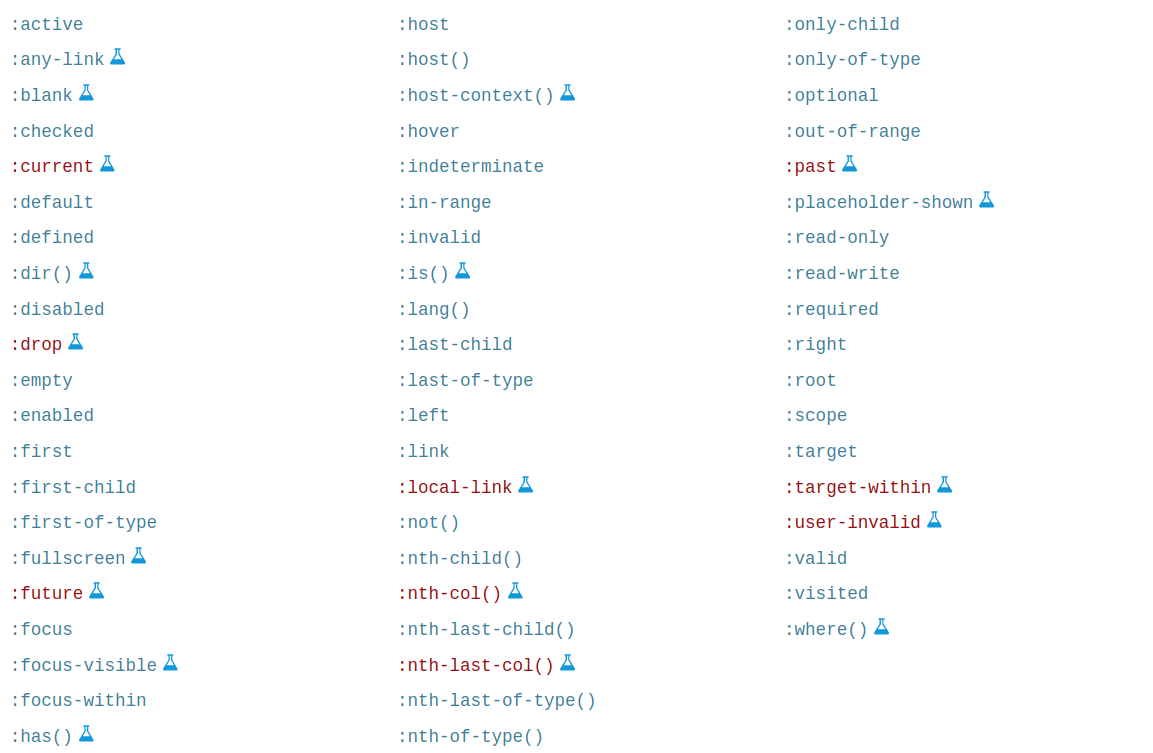 :active
:any-link
:blank
:checked
:current
:default
:defined
:dir()
:disabled
:drop
:empty
:enabled
:first
:first-child
:first-of-type
:fullscreen
:future
:focus
:focus-visible
:focus-within
:has()
:host
:host()
:host-context()
:hover
:indeterminate
:in-range
:invalid
:is()
:lang()
:last-child
:last-of-type
:left
:link
:local-link
:not()
:nth-child()
:nth-col()
:nth-last-child()
:nth-last-col()
:nth-last-of-type()
:nth-of-type()
:only-child
:only-of-type
:optional
:out-of-range
:past
:placeholder-shown
:read-only
:read-write
:required
:right
:root
:scope
:target
:target-within
:user-invalid
:valid
:visited
:where()